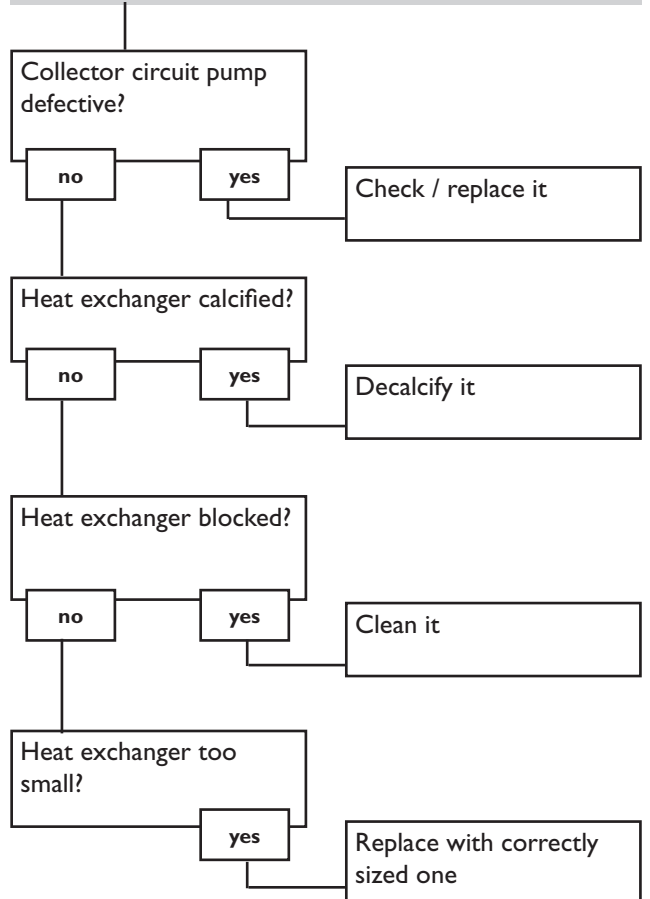 Collector circuit pump
defective?
no
yes
Check / replace it
Heat exchanger calcified?
no
yes
Decalcify it
Heat exchanger blocked?
no
yes
Clean it
Heat exchanger too
small?
yes
Replace with correctly
sized one